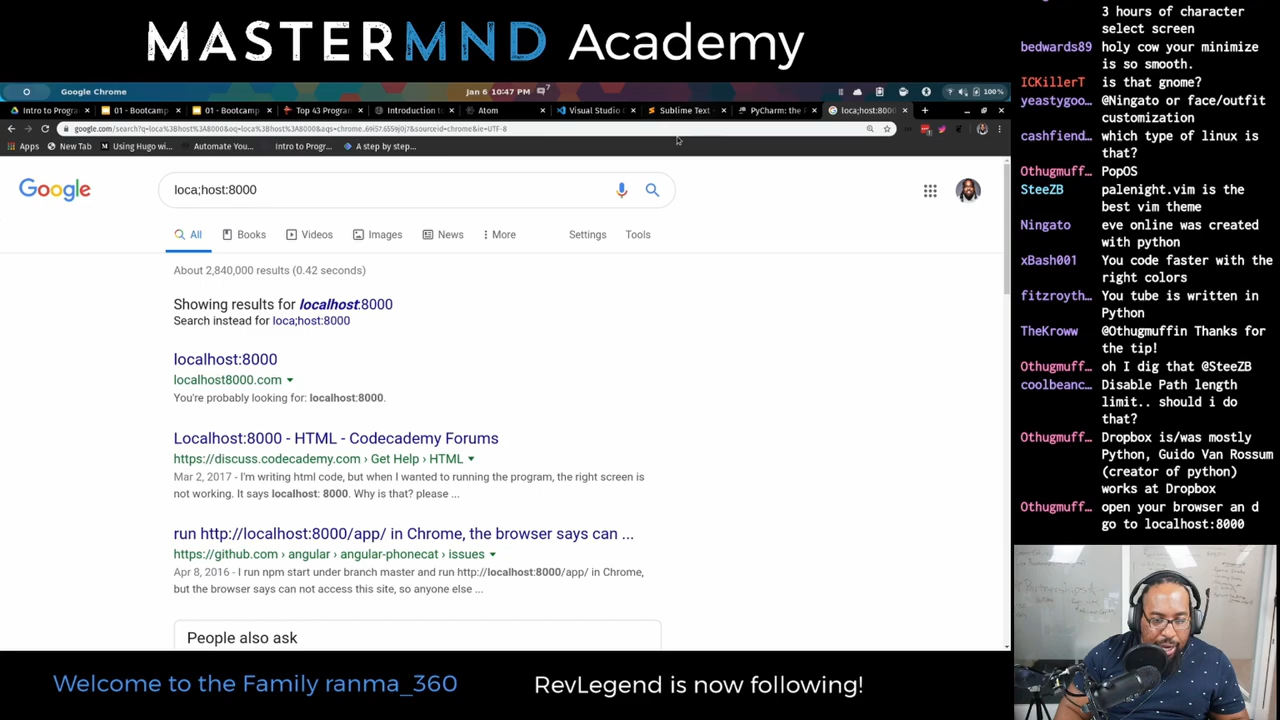 MASTERMND Academy
Google Chrome
Jan 6 10:47 PM
100%
Intro to Progra
01 - Bootcamp
01 - Bootcamp
Top 43 Program
Introduction t
Atom
Visual Studio C
Sublime Text -
PyCharm: the F
loca;host:8000
Apps
New Tab
Using Hugo wi...
Automate You...
Intro to Progr...
A step by step...
Google
loca;host:8000
All
Books
Videos
Images
News
More
Settings
Tools
About 2,840,000 results (0.42 seconds)
Showing results for localhost:8000
Search instead for loca;host:8000
localhost:8000
localhost8000.com
You're probably looking for: localhost:8000.
Localhost:8000 - HTML - Codecademy Forums
https://discuss.codecademy.com › Get Help › HTML
Mar 2, 2017 - I'm writing html code, but when I wanted to running the program, the right screen is
not working. It says localhost: 8000. Why is that? please ...
run http://localhost:8000/app/ in Chrome, the browser says can ...
https://github.com › angular › angular-phonecat › issues
Apr 8, 2016 - I run npm start under branch master and run http://localhost:8000/app/ in Chrome,
but the browser says can not access this site, so anyone else ...
People also ask
3 hours of character
select screen
bedwards89 holy cow your minimize
is so smooth.
ICKillerT is that gnome?
yeastygoo… @Ningato or face/outfit
customization
cashfiend… which type of linux is
that?
Othugmuff… PopOS
SteeZB palenight.vim is the
best vim theme
Ningato eve online was created
with python
xBash001 You code faster with the
right colors
fitzroyth… You tube is written in
Python
TheKroww @Othugmuffin Thanks for
the tip!
Othugmuff… oh I dig that @SteeZB
coolbeanc… Disable Path length
limit.. should i do
that?
Othugmuff… Dropbox is/was mostly
Python, Guido Van Rossum
(creator of python)
works at Dropbox
Othugmuff… open your browser an d
go to localhost:8000
Welcome to the Family ranma_360
RevLegend is now following!